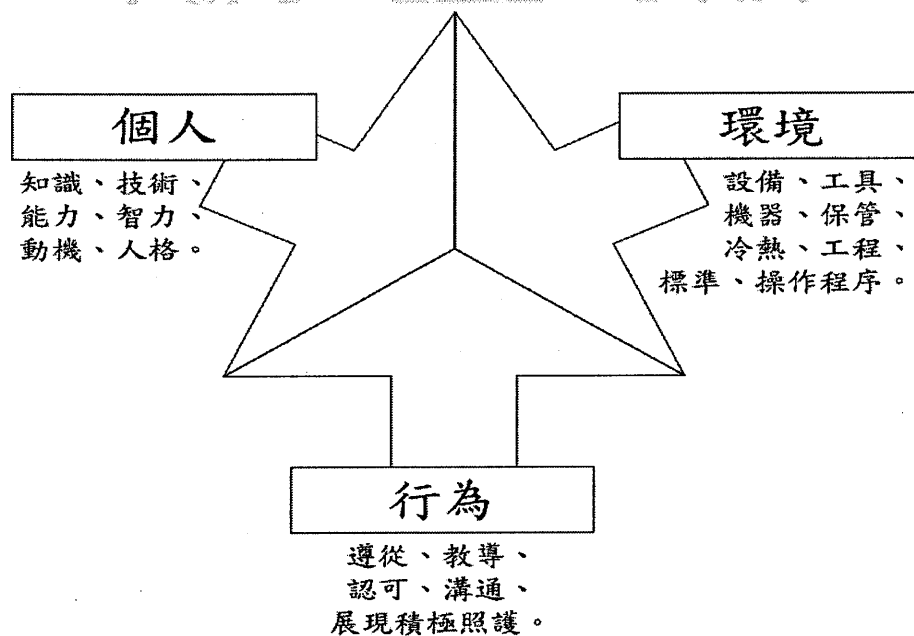 個人
知識、技術、
能力、智力、
動機、人格。
環境
設備、工具、
機器、保管、
冷熱、工程、
標準、操作程序。
行為
遵從、教導、
認可、溝通、
展現積極照護。